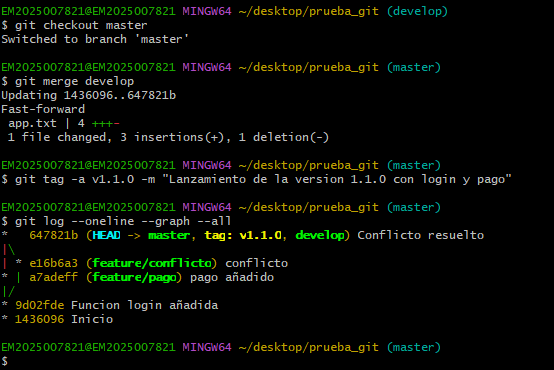 EM2025007821@EM2025007821 MINGW64 ~/desktop/prueba_git (develop)
$ git checkout master
Switched to branch 'master'

EM2025007821@EM2025007821 MINGW64 ~/desktop/prueba_git (master)
$ git merge develop
Updating 1436096..647821b
Fast-forward
 app.txt | 4 +++-
 1 file changed, 3 insertions(+), 1 deletion(-)

EM2025007821@EM2025007821 MINGW64 ~/desktop/prueba_git (master)
$ git tag -a v1.1.0 -m "Lanzamiento de la version 1.1.0 con login y pago"

EM2025007821@EM2025007821 MINGW64 ~/desktop/prueba_git (master)
$ git log --oneline --graph --all
*   647821b (HEAD -> master, tag: v1.1.0, develop) Conflicto resuelto
|\
| * e16b6a3 (feature/conflicto) conflicto
* | a7adeff (feature/pago) pago añadido
|/
* 9d02fde Funcion login añadida
* 1436096 Inicio

EM2025007821@EM2025007821 MINGW64 ~/desktop/prueba_git (master)
$